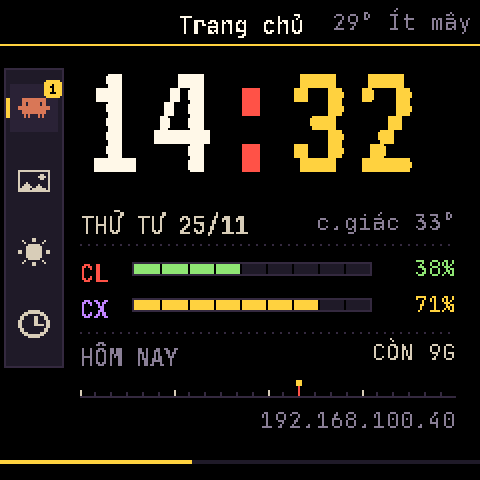 Trang chủ 29° Ít mây
1
14:32
THỨ TƯ 25/11 c.giác 33°
CL 38%
CX 71%
HÔM NAY CÒN 9G
192.168.100.40